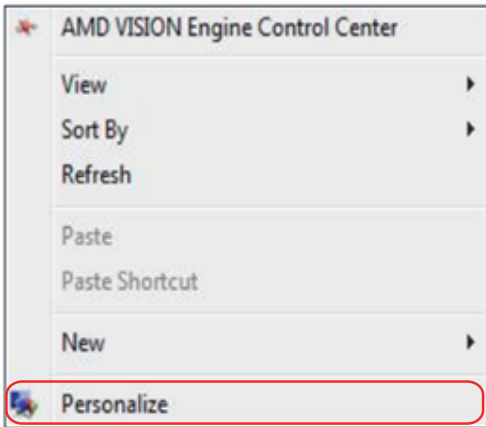 AMD VISION Engine Control Center
View
Sort By
Refresh
Paste
Paste Shortcut
New
Personalize